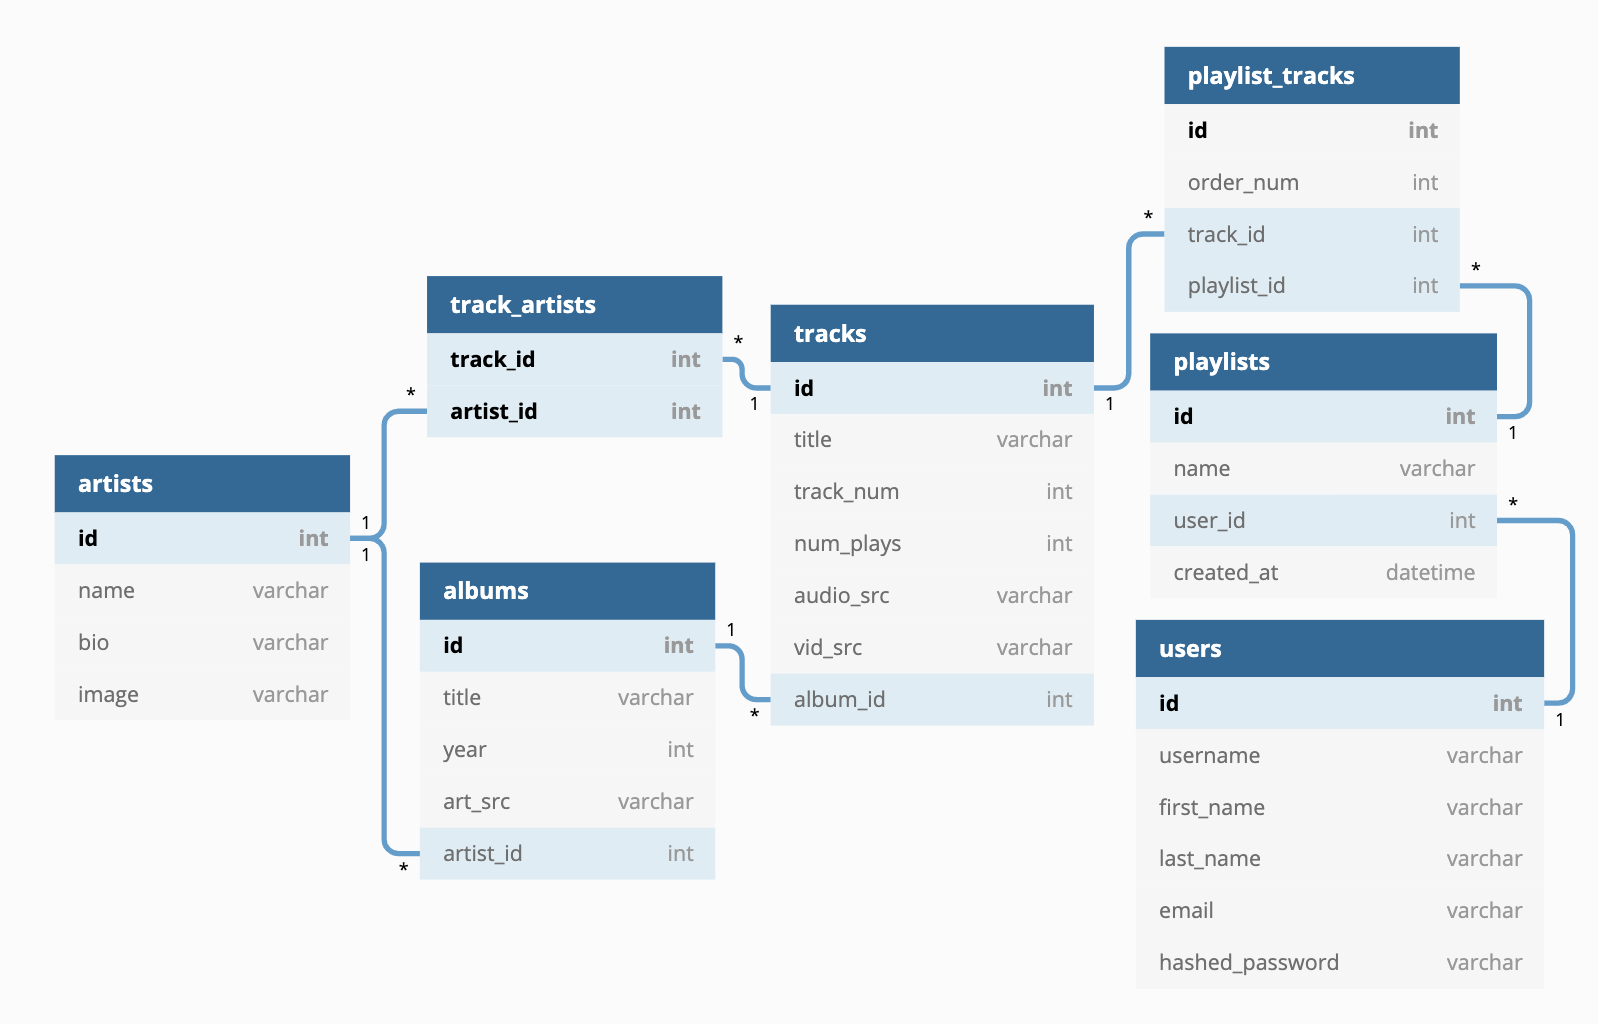 playlist_tracks
id int
order_num int
track_id int
playlist_id int
*
*
track_artists
track_id int
artist_id int
*
*
tracks
id int
title varchar
track_num int
num_plays int
audio_src varchar
vid_src varchar
album_id int
1
1
*
playlists
id int
name varchar
user_id int
created_at datetime
1
*
artists
id int
name varchar
bio varchar
image varchar
1
1
albums
id int
title varchar
year int
art_src varchar
artist_id int
1
*
users
id int
username varchar
first_name varchar
last_name varchar
email varchar
hashed_password varchar
1